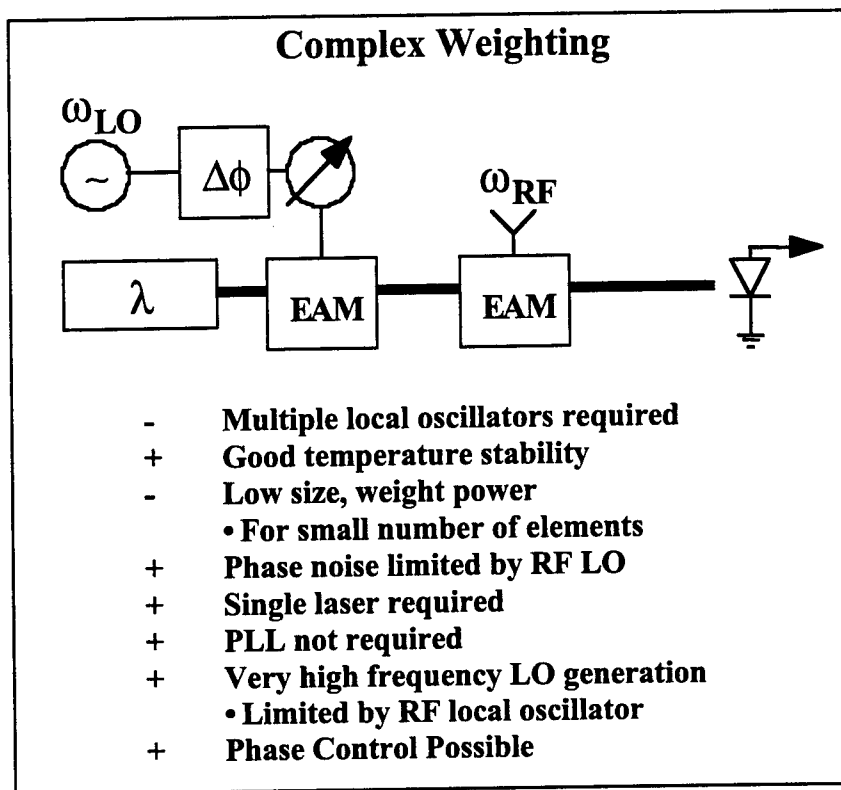 Complex Weighting
ω_LO
~
Δφ
ω_RF
λ
EAM
EAM
- Multiple local oscillators required
+ Good temperature stability
- Low size, weight power
• For small number of elements
+ Phase noise limited by RF LO
+ Single laser required
+ PLL not required
+ Very high frequency LO generation
• Limited by RF local oscillator
+ Phase Control Possible